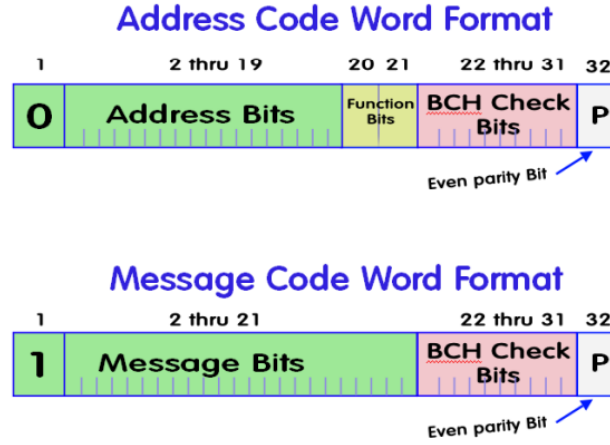 Address Code Word Format
1 2 thru 19 20 21 22 thru 31 32
0 Address Bits Function Bits BCH Check Bits P
Even parity Bit
Message Code Word Format
1 2 thru 21 22 thru 31 32
1 Message Bits BCH Check Bits P
Even parity Bit